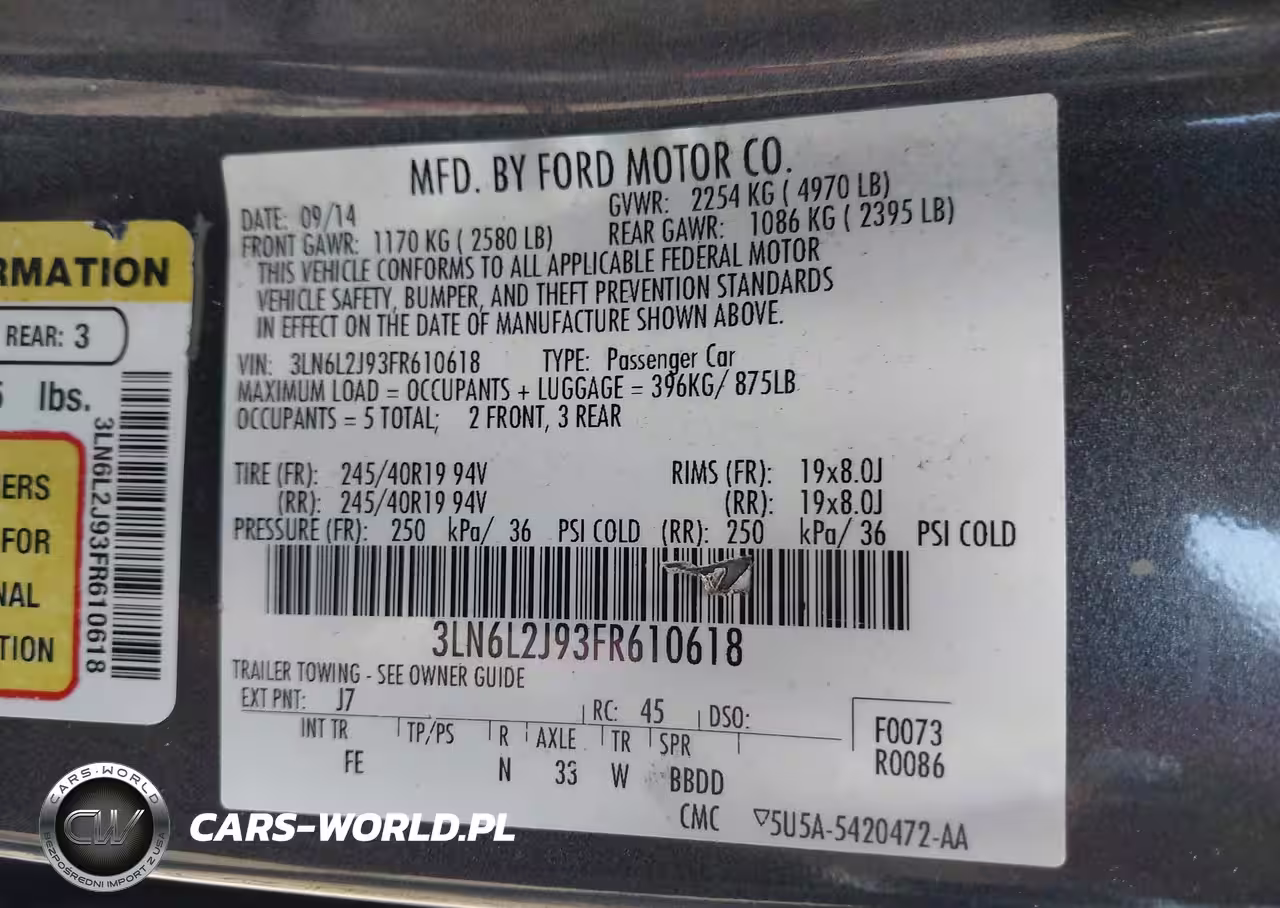 RMATION
REAR: 3
lbs.
ERS
FOR
NAL
TION
3LN6L2J93FR610618
MFD. BY FORD MOTOR CO.
DATE: 09/14 GVWR: 2254 KG ( 4970 LB)
FRONT GAWR: 1170 KG ( 2580 LB) REAR GAWR: 1086 KG ( 2395 LB)
THIS VEHICLE CONFORMS TO ALL APPLICABLE FEDERAL MOTOR
VEHICLE SAFETY, BUMPER, AND THEFT PREVENTION STANDARDS
IN EFFECT ON THE DATE OF MANUFACTURE SHOWN ABOVE.
VIN: 3LN6L2J93FR610618 TYPE: Passenger Car
MAXIMUM LOAD = OCCUPANTS + LUGGAGE = 396KG/ 875LB
OCCUPANTS = 5 TOTAL; 2 FRONT, 3 REAR
TIRE (FR): 245/40R19 94V RIMS (FR): 19x8.0J
(RR): 245/40R19 94V (RR): 19x8.0J
PRESSURE (FR): 250 kPa/ 36 PSI COLD (RR): 250 kPa/ 36 PSI COLD
3LN6L2J93FR610618
TRAILER TOWING - SEE OWNER GUIDE
EXT PNT: J7 RC: 45 DSO:
INT TR TP/PS R AXLE TR SPR F0073
FE N 33 W BBDD R0086
CMC ▽5U5A-5420472-AA
CARS-WORLD
CW
BEZPOŚREDNI IMPORT Z USA
CARS-WORLD.PL